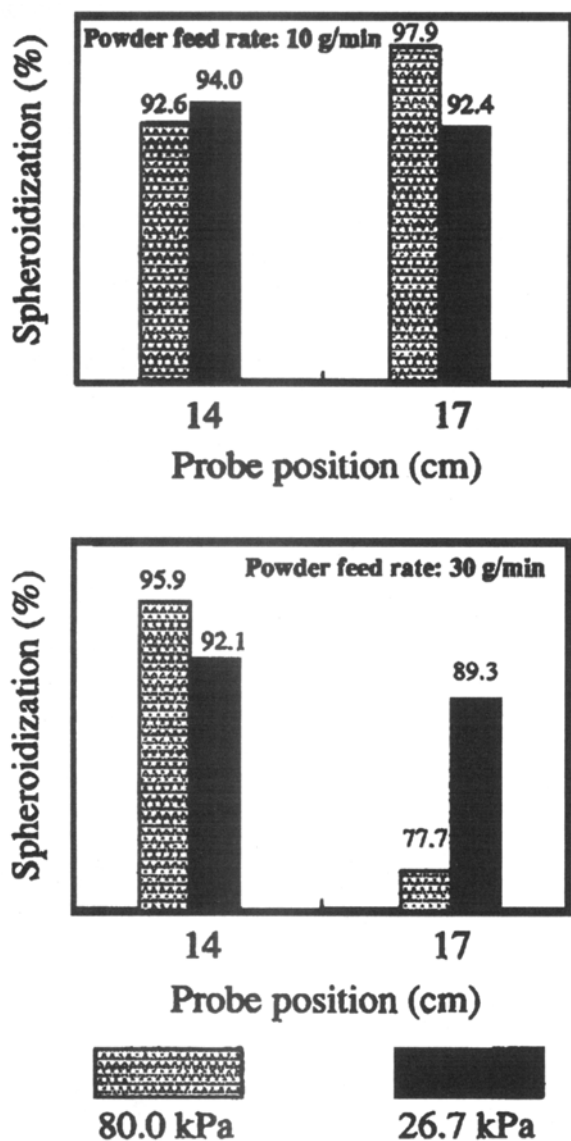 Powder feed rate: 10 g/min
97.9
94.0
92.6
92.4
Spheroidization (%)
14
17
Probe position (cm)
Powder feed rate: 30 g/min
95.9
92.1
89.3
77.7
Spheroidization (%)
14
17
Probe position (cm)
80.0 kPa
26.7 kPa